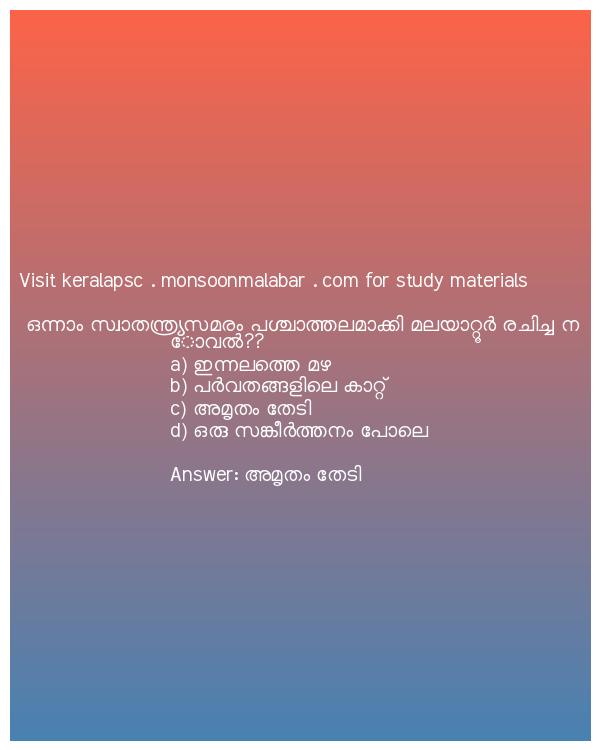 Visit keralapsc . monsoonmalabar . com for study materials
ഒന്നാം സ്വാതന്ത്ര്യസമരം പശ്ചാത്തലമാക്കി മലയാറ്റൂർ രചിച്ച ന
ോവൽ??
a) ഇന്നലത്തെ മഴ
b) പർവതങ്ങളിലെ കാറ്റ്
c) അമൃതം തേടി
d) ഒരു സങ്കീർത്തനം പോലെ
Answer: അമൃതം തേടി